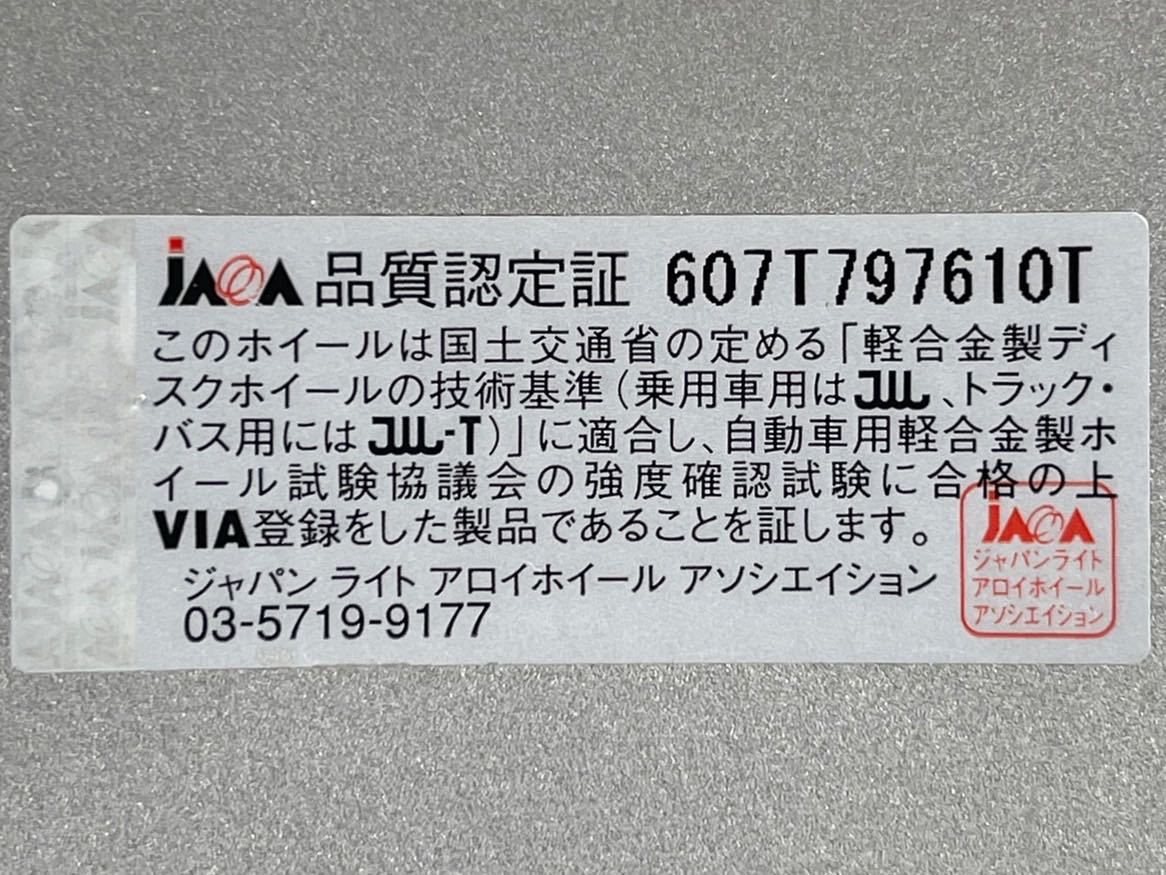 JAWA 品質認定証 607T797610T
このホイールは国土交通省の定める「軽合金製ディ
スクホイールの技術基準(乗用車用はJWL、トラック・
バス用にはJWL-T)」に適合し、自動車用軽合金製ホ
イール試験協議会の強度確認試験に合格の上
VIA登録をした製品であることを証します。
ジャパン ライト アロイホイール アソシエイション
03-5719-9177
JAWA
ジャパンライト
アロイホイール
アソシエイション